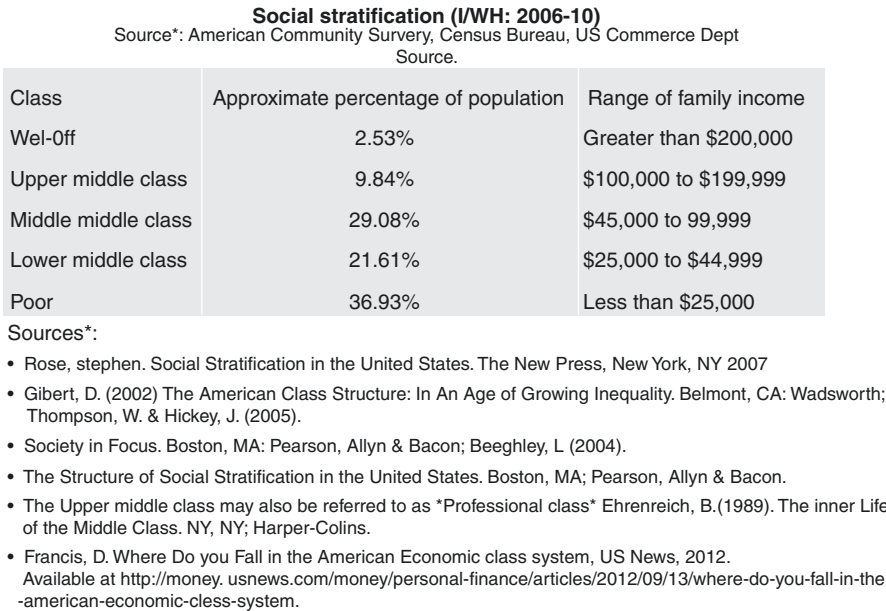 Social stratification (I/WH: 2006-10)
Source*: American Community Survery, Census Bureau, US Commerce Dept
Source.
Class Approximate percentage of population Range of family income
Wel-0ff 2.53% Greater than $200,000
Upper middle class 9.84% $100,000 to $199,999
Middle middle class 29.08% $45,000 to 99,999
Lower middle class 21.61% $25,000 to $44,999
Poor 36.93% Less than $25,000
Sources*:
• Rose, stephen. Social Stratification in the United States. The New Press, New York, NY 2007
• Gibert, D. (2002) The American Class Structure: In An Age of Growing Inequality. Belmont, CA: Wadsworth;
Thompson, W. & Hickey, J. (2005).
• Society in Focus. Boston, MA: Pearson, Allyn & Bacon; Beeghley, L (2004).
• The Structure of Social Stratification in the United States. Boston, MA; Pearson, Allyn & Bacon.
• The Upper middle class may also be referred to as *Professional class* Ehrenreich, B.(1989). The inner Life
of the Middle Class. NY, NY; Harper-Colins.
• Francis, D. Where Do you Fall in the American Economic class system, US News, 2012.
Available at http://money. usnews.com/money/personal-finance/articles/2012/09/13/where-do-you-fall-in-the
-american-economic-cless-system.